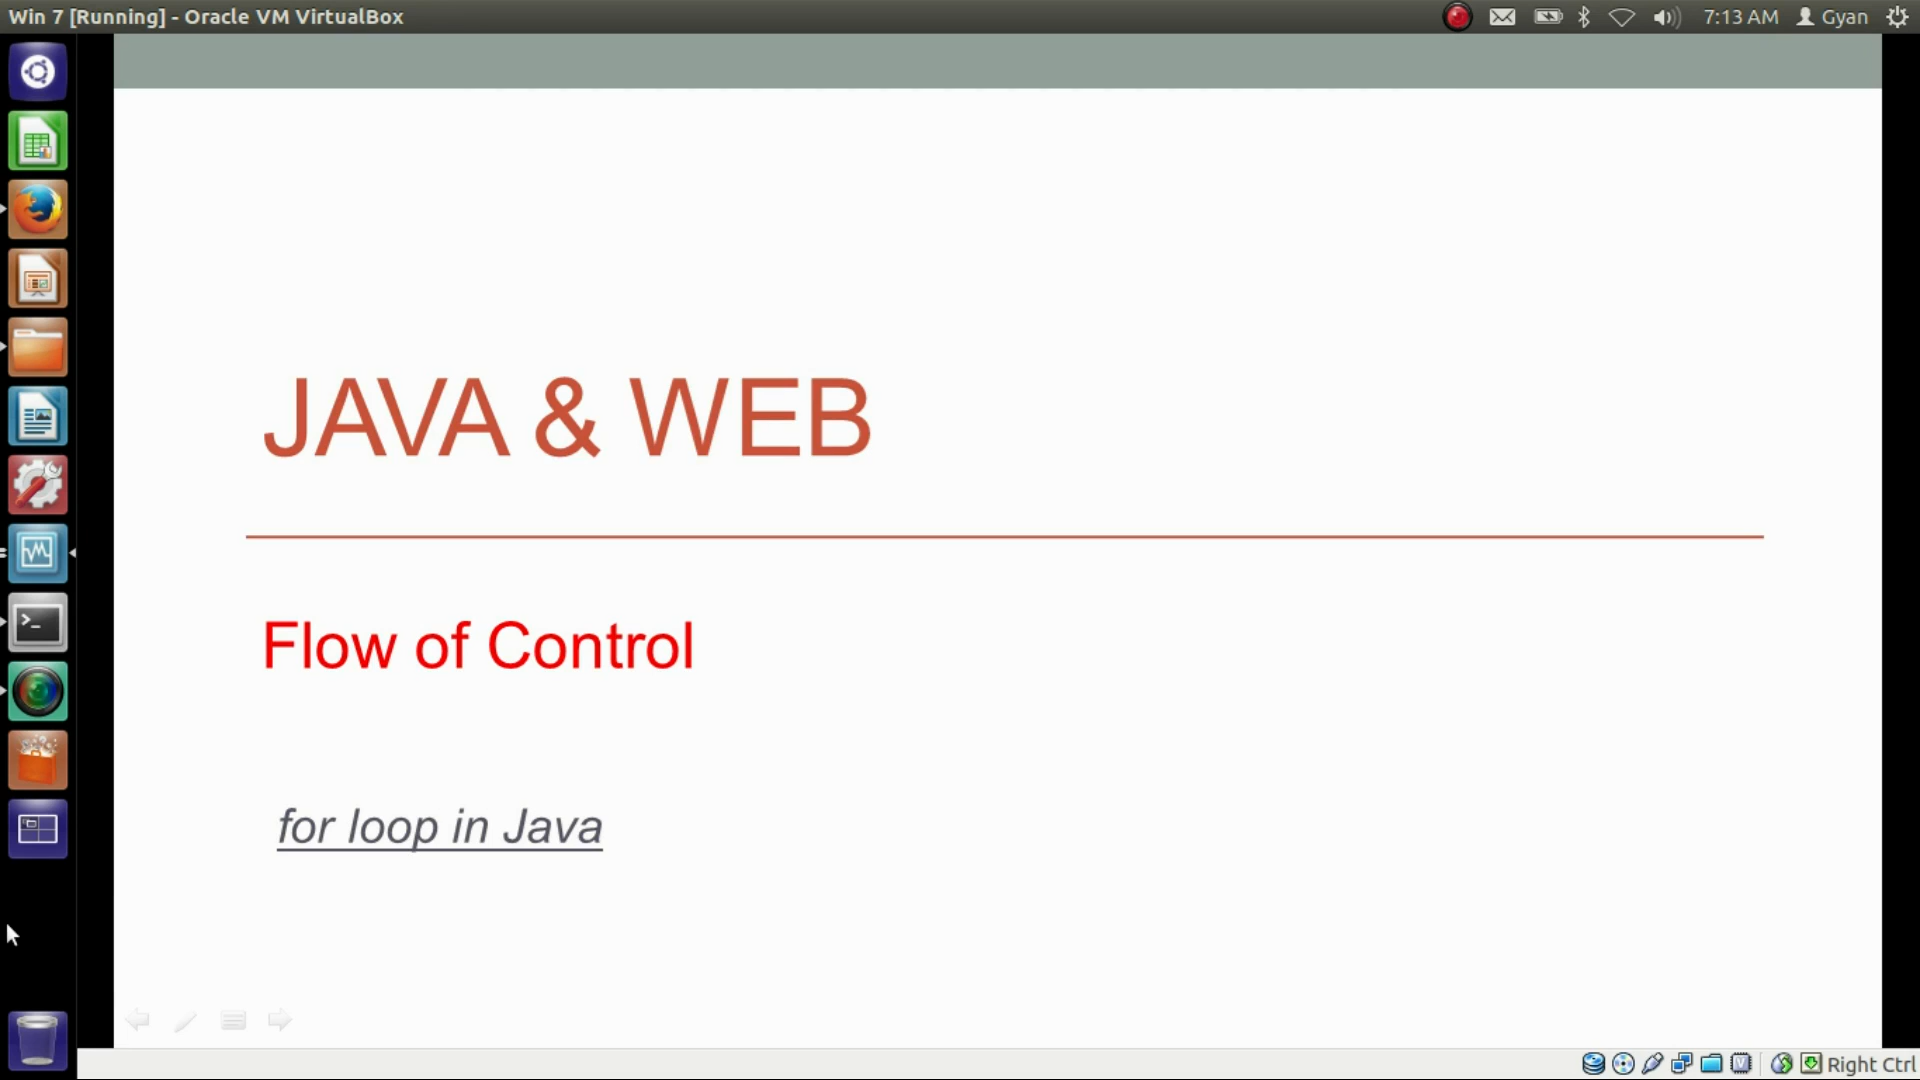 Win 7 [Running] - Oracle VM VirtualBox
7:13 AM
Gyan
JAVA & WEB
Flow of Control
for loop in Java
Right Ctrl